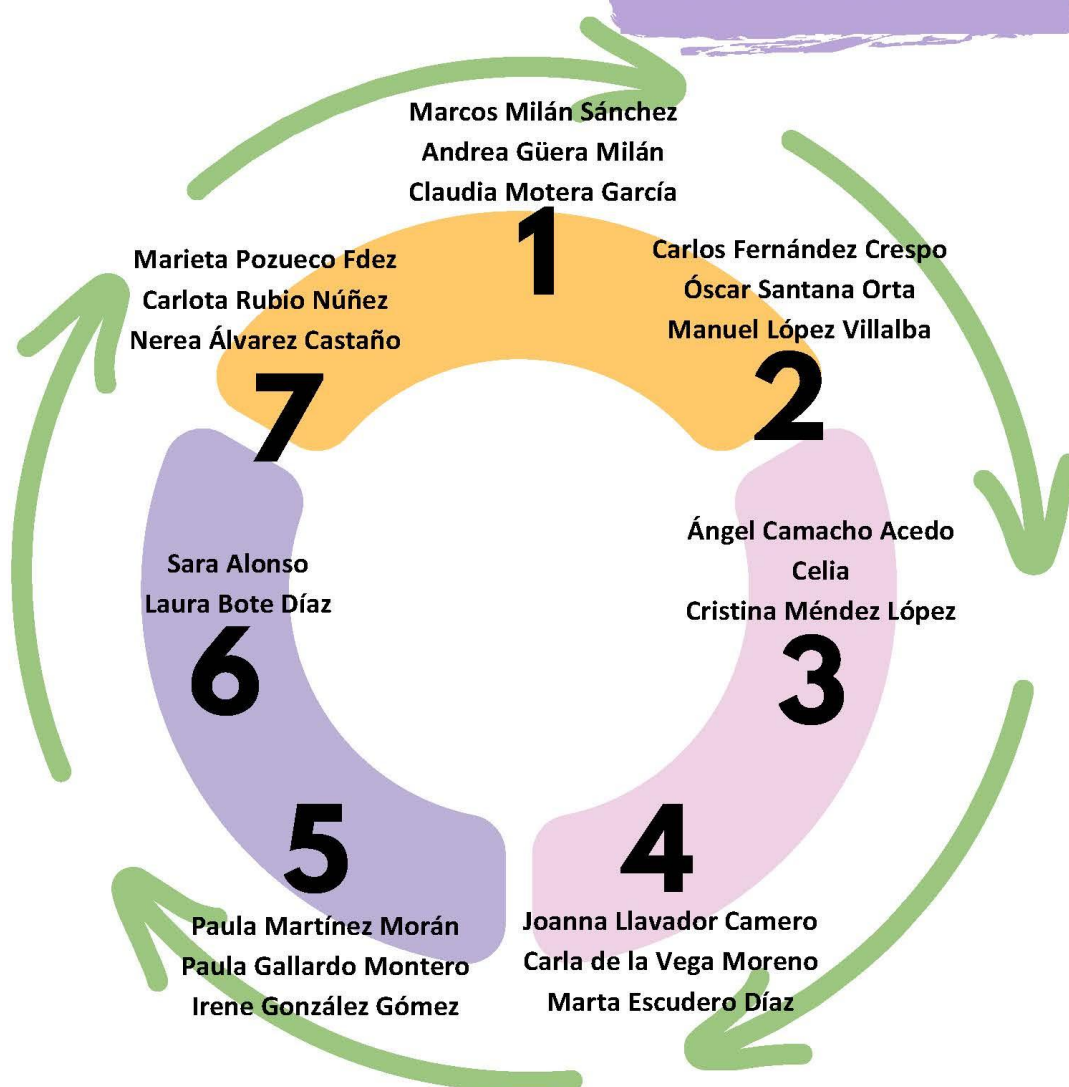 Marcos Milán Sánchez
Andrea Güera Milán
Claudia Motera García
1
Carlos Fernández Crespo
Óscar Santana Orta
Manuel López Villalba
2
Ángel Camacho Acedo
Celia
Cristina Méndez López
3
4
Joanna Llavador Camero
Carla de la Vega Moreno
Marta Escudero Díaz
5
Paula Martínez Morán
Paula Gallardo Montero
Irene González Gómez
Sara Alonso
Laura Bote Díaz
6
Marieta Pozueco Fdez
Carlota Rubio Núñez
Nerea Álvarez Castaño
7